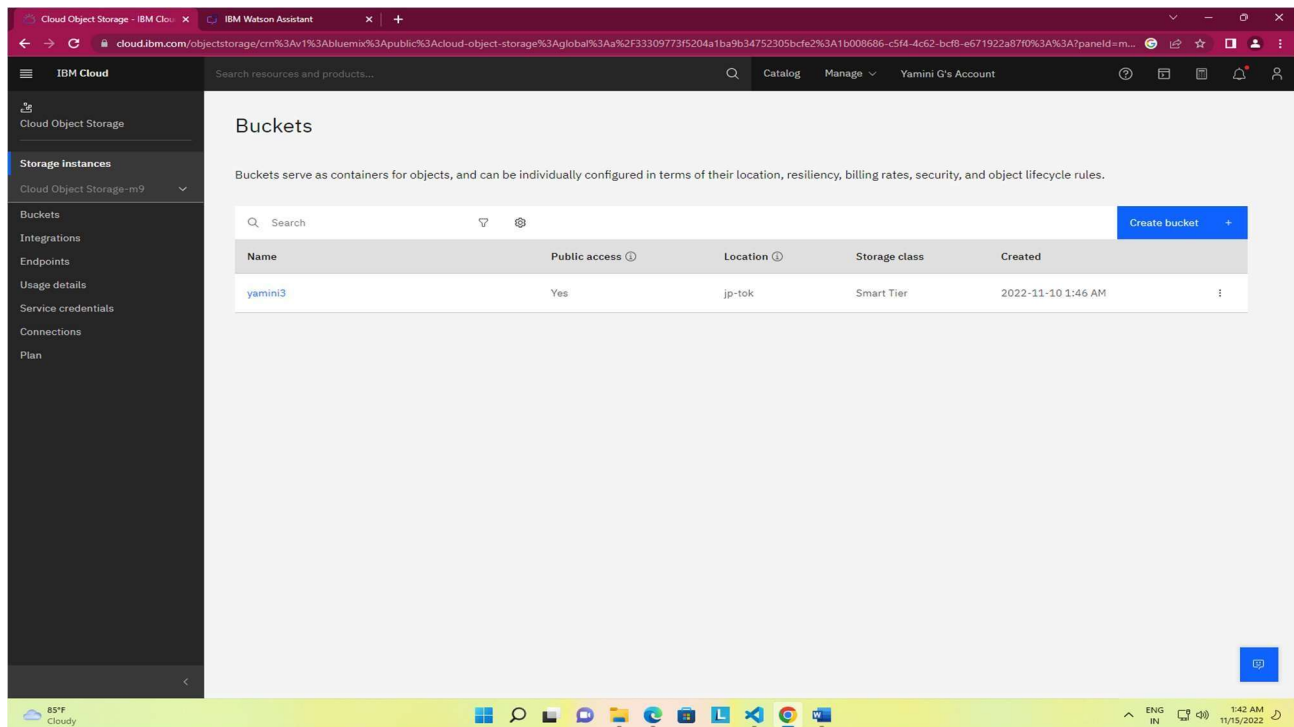 Cloud Object Storage - IBM Clou
IBM Watson Assistant
cloud.ibm.com/objectstorage/crn%3Av1%3Abluemix%3Apublic%3Acloud-object-storage%3Aglobal%3Aa%2F33309773f5204a1ba9b34752305bcfe2%3A1b008686-c5f4-4c62-bcf8-e671922a87f0%3A%3A?paneId=m...
IBM Cloud
Search resources and products...
Catalog
Manage
Yamini G's Account
Cloud Object Storage
Storage instances
Cloud Object Storage-m9
Buckets
Integrations
Endpoints
Usage details
Service credentials
Connections
Plan
Buckets
Buckets serve as containers for objects, and can be individually configured in terms of their location, resiliency, billing rates, security, and object lifecycle rules.
Search
Create bucket +
Name Public access Location Storage class Created
yamini3 Yes jp-tok Smart Tier 2022-11-10 1:46 AM
85°F
Cloudy
ENG
IN
1:42 AM
11/15/2022